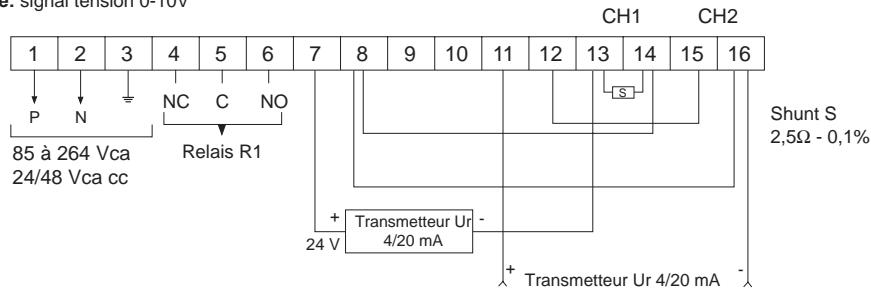 e: signal tension 0-10V
CH1 CH2
1 2 3 4 5 6 7 8 9 10 11 12 13 14 15 16
S
P N NC C NO
Shunt S
2,5Ω - 0,1%
85 à 264 Vca
24/48 Vca cc
Relais R1
+ Transmetteur Ur -
24 V 4/20 mA
+ Transmetteur Ur 4/20 mA -